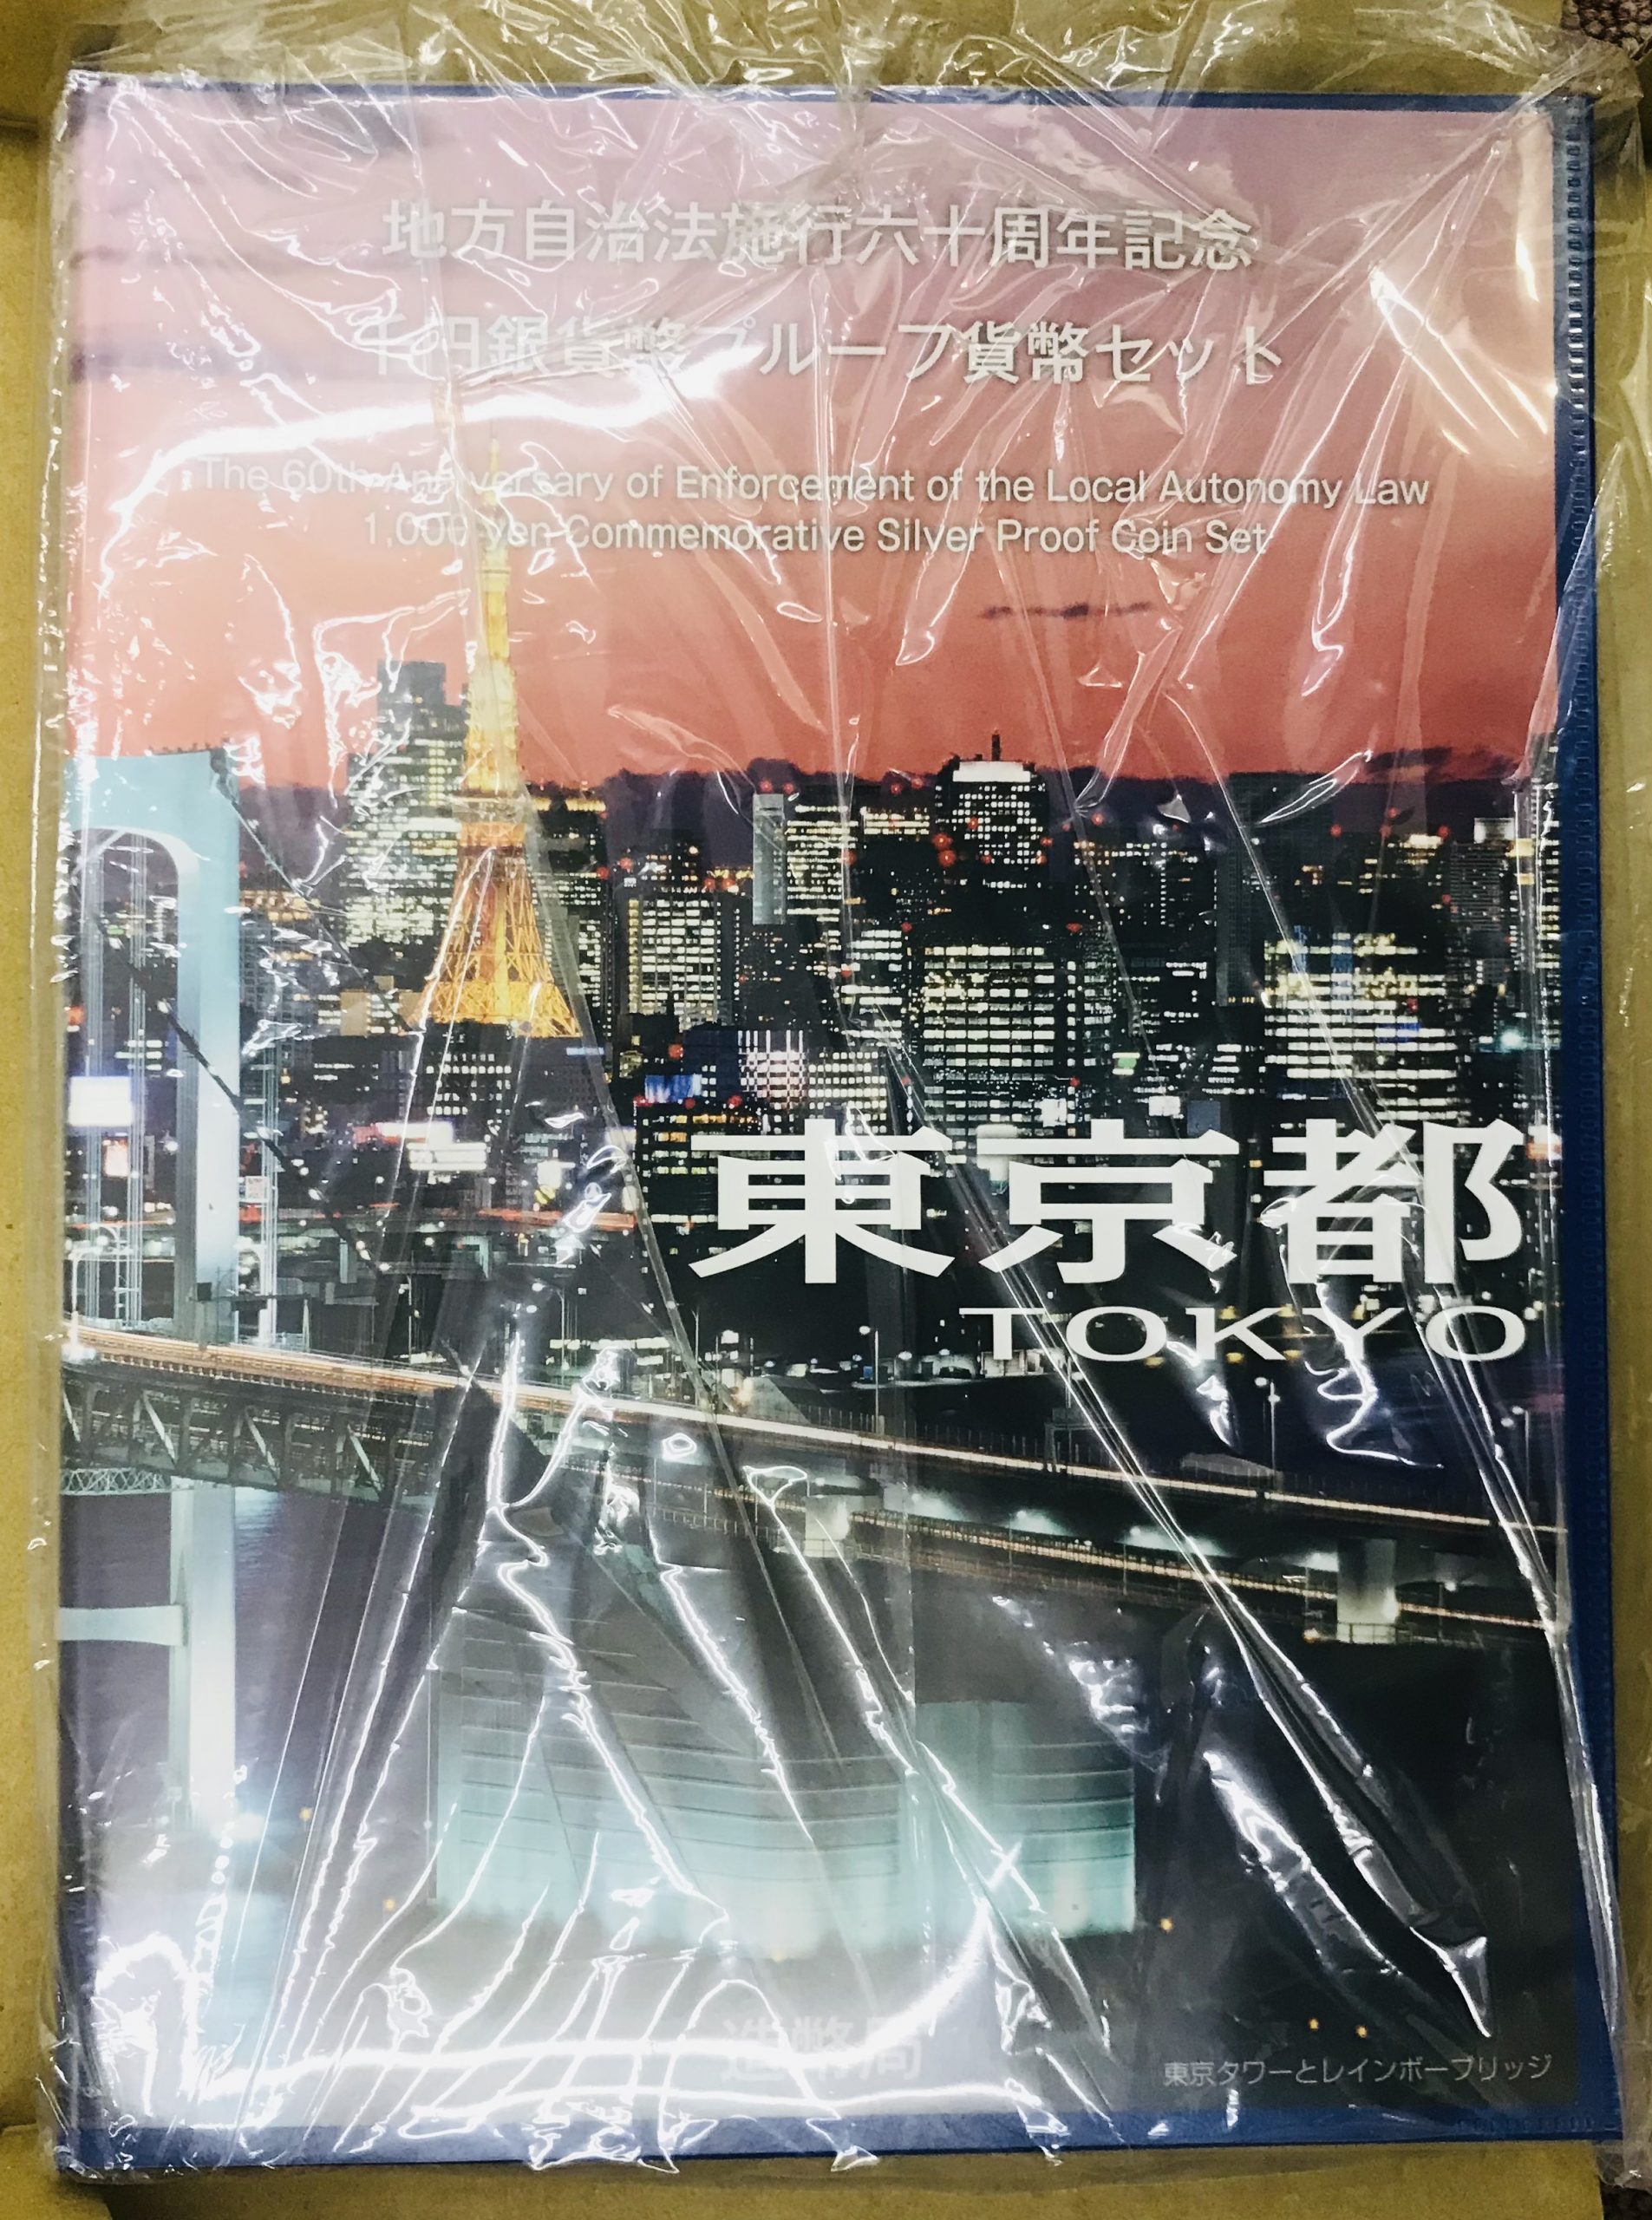 地方自治法施行六十周年記念
千円銀貨幣プルーフ貨幣セット
The 60th Anniversary of Enforcement of the Local Autonomy Law
1,000 Yen Commemorative Silver Proof Coin Set
東京都
TOKYO
造幣局
東京タワーとレインボーブリッジ